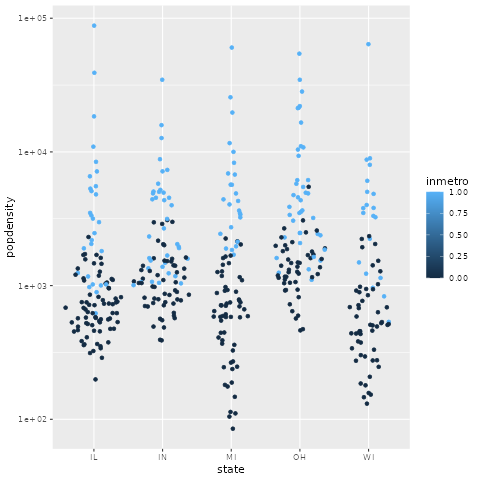 1e+05
1e+04
1e+03
1e+02
popdensity
IL IN MI OH WI
state
inmetro
1.00
0.75
0.50
0.25
0.00